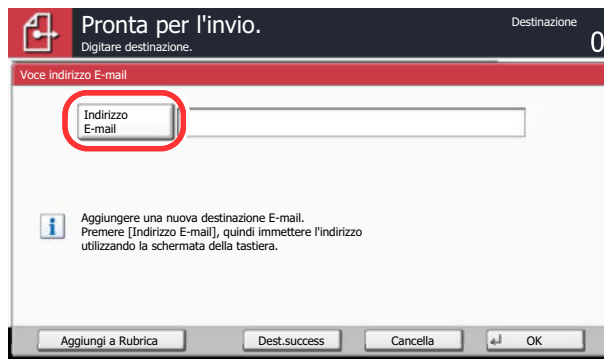 Pronta per l'invio.
Destinazione
Digitare destinazione.
0
Voce indirizzo E-mail
Indirizzo
E-mail
Aggiungere una nuova destinazione E-mail.
Premere [Indirizzo E-mail], quindi immettere l'indirizzo
utilizzando la schermata della tastiera.
Aggiungi a Rubrica
Dest.success
Cancella
OK